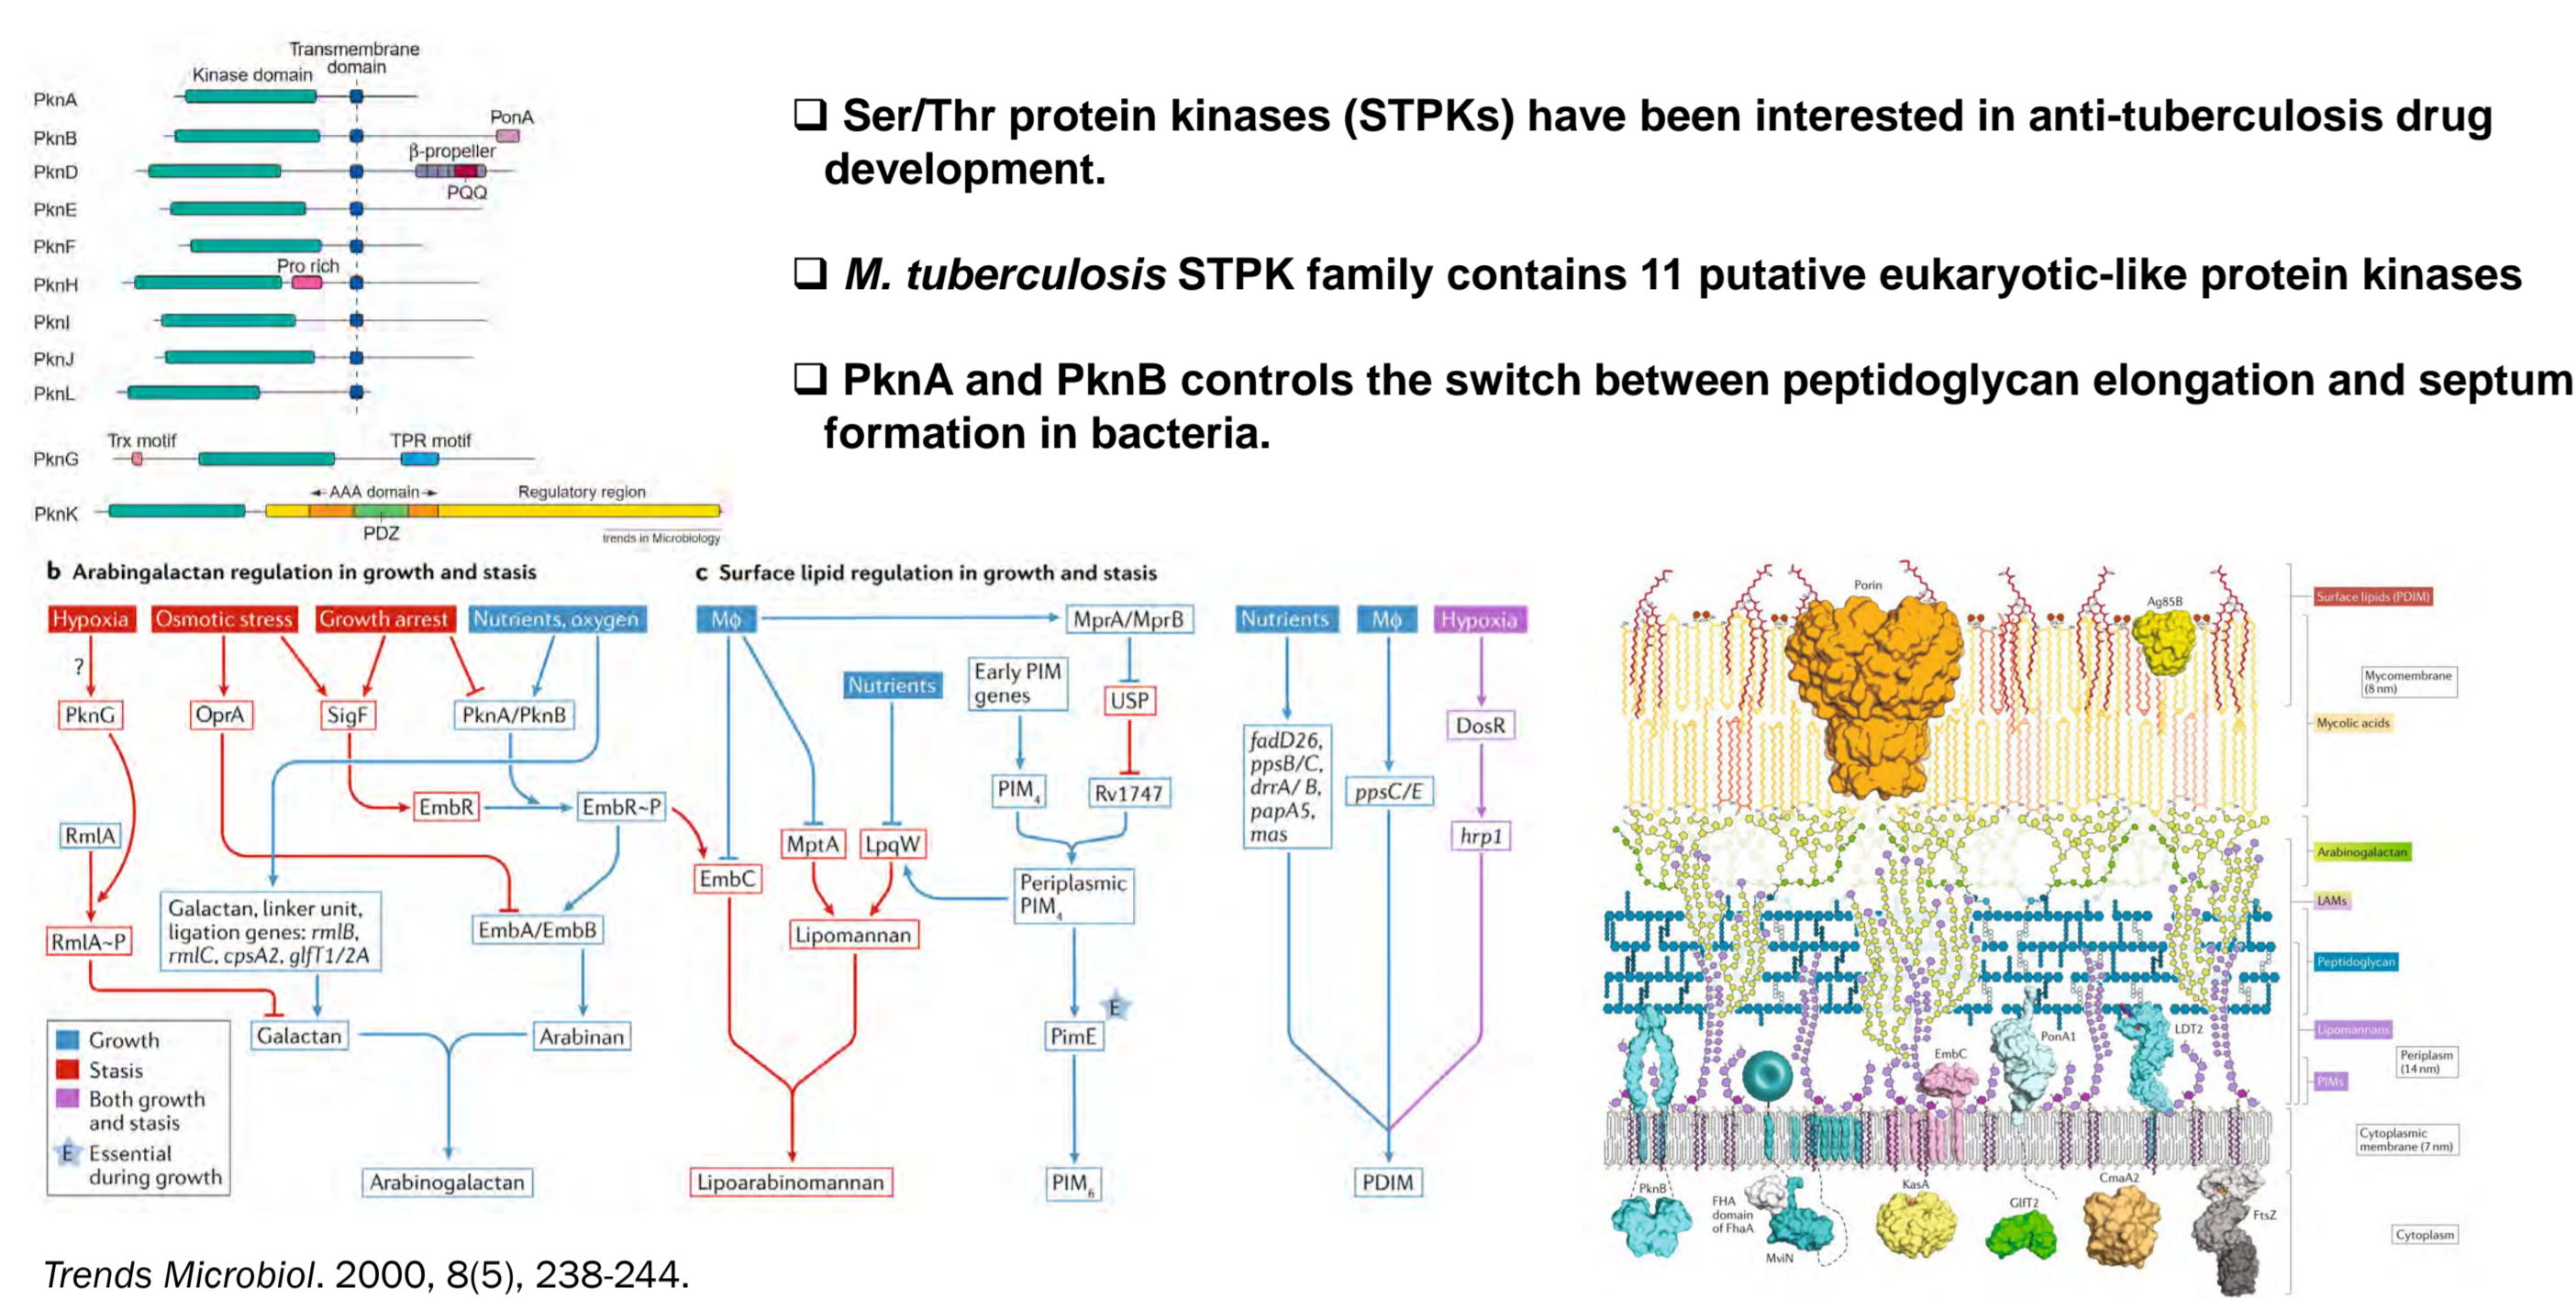 Transmembrane
domain
Kinase domain
PknA
PonA
PknB
β-propeller
PknD
PQQ
PknE
PknF
Pro rich
PknH
PknI
PknJ
PknL
Trx motif
TPR motif
PknG
AAA domain
Regulatory region
PknK
PDZ
trends in Microbiology
❑ Ser/Thr protein kinases (STPKs) have been interested in anti-tuberculosis drug
development.
❑ M. tuberculosis STPK family contains 11 putative eukaryotic-like protein kinases
❑ PknA and PknB controls the switch between peptidoglycan elongation and septum
formation in bacteria.
b Arabingalactan regulation in growth and stasis
Hypoxia
Osmotic stress
Growth arrest
Nutrients, oxygen
?
PknG
OprA
SigF
PknA/PknB
EmbR
EmbR~P
RmlA
RmlA~P
Galactan, linker unit,
ligation genes: rmlB,
rmlC, cpsA2, glfT1/2A
EmbA/EmbB
Galactan
Arabinan
Arabinogalactan
Growth
Stasis
Both growth
and stasis
E Essential
during growth
c Surface lipid regulation in growth and stasis
Mϕ
MprA/MprB
Nutrients
Early PIM
genes
USP
PIM4
Rv1747
MptA
LpqW
EmbC
Periplasmic
PIM4
Lipomannan
E
PimE
Lipoarabinomannan
PIM6
Nutrients
Mϕ
Hypoxia
DosR
fadD26,
ppsB/C,
drrA/ B,
papA5,
mas
ppsC/E
hrp1
PDIM
Porin
Ag85B
Surface lipids (PDIM)
Mycomembrane
(8 nm)
Mycolic acids
Arabinogalactan
LAMs
Peptidoglycan
Lipomannans
Periplasm
(14 nm)
PIMs
Cytoplasmic
membrane (7 nm)
Cytoplasm
EmbC
PonA1
LDT2
PknB
FHA
domain
of FhaA
MviN
KasA
GlfT2
CmaA2
FtsZ
Trends Microbiol. 2000, 8(5), 238-244.